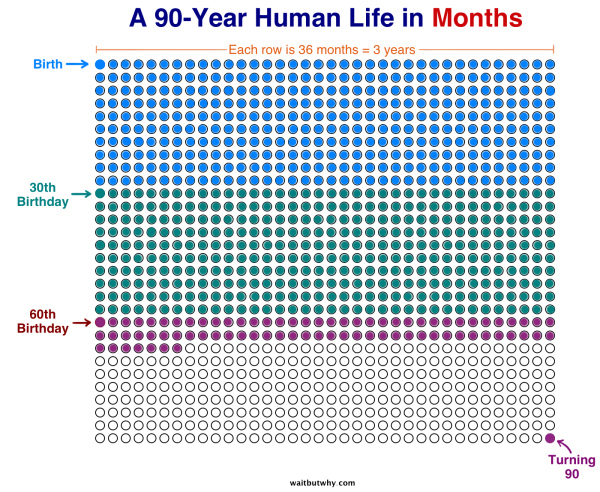 A 90-Year Human Life in Months
Each row is 36 months = 3 years
Birth
30th
Birthday
60th
Birthday
Turning
90
waitbutwhy.com